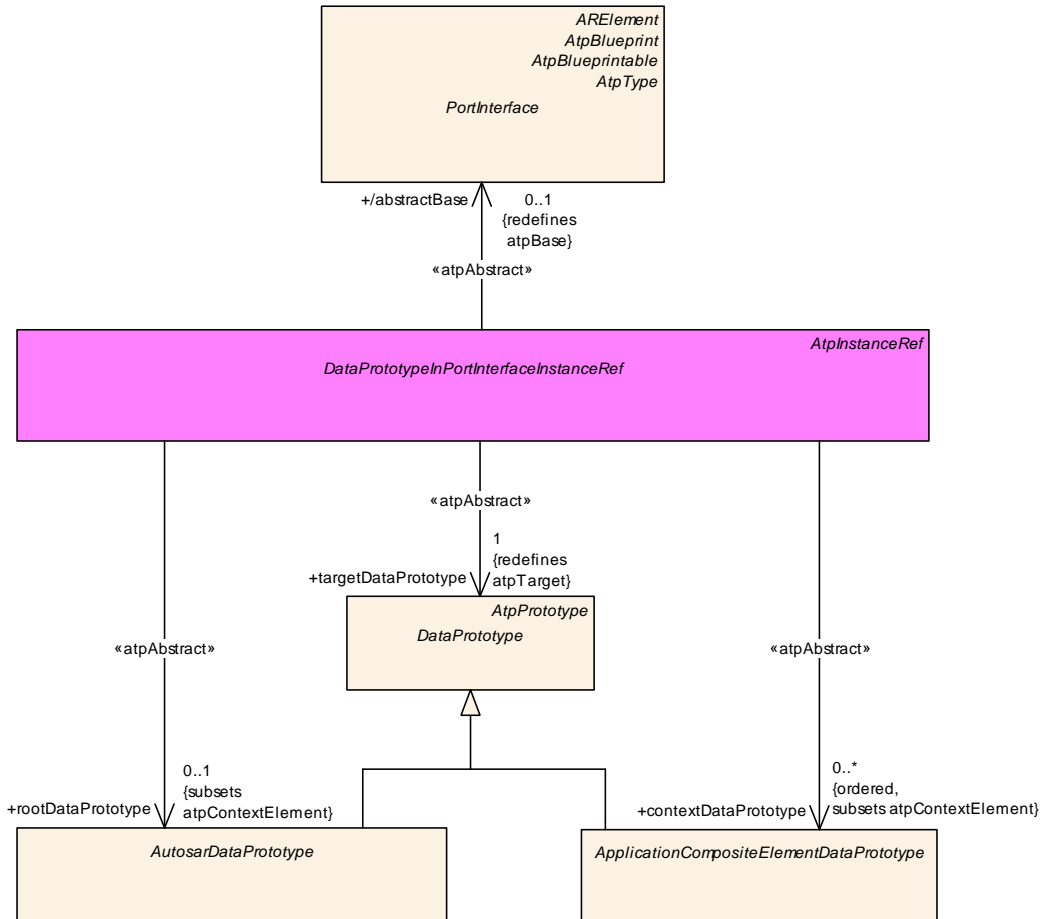 ARElement
AtpBlueprint
AtpBlueprintable
AtpType
PortInterface
+/abstractBase
0..1
{redefines
atpBase}
«atpAbstract»
AtpInstanceRef
DataPrototypeInPortInterfaceInstanceRef
«atpAbstract»
1
{redefines
+targetDataPrototype atpTarget}
AtpPrototype
DataPrototype
«atpAbstract»
«atpAbstract»
0..1
{subsets
+rootDataPrototype atpContextElement}
0..*
{ordered,
+contextDataPrototype subsets atpContextElement}
AutosarDataPrototype
ApplicationCompositeElementDataPrototype